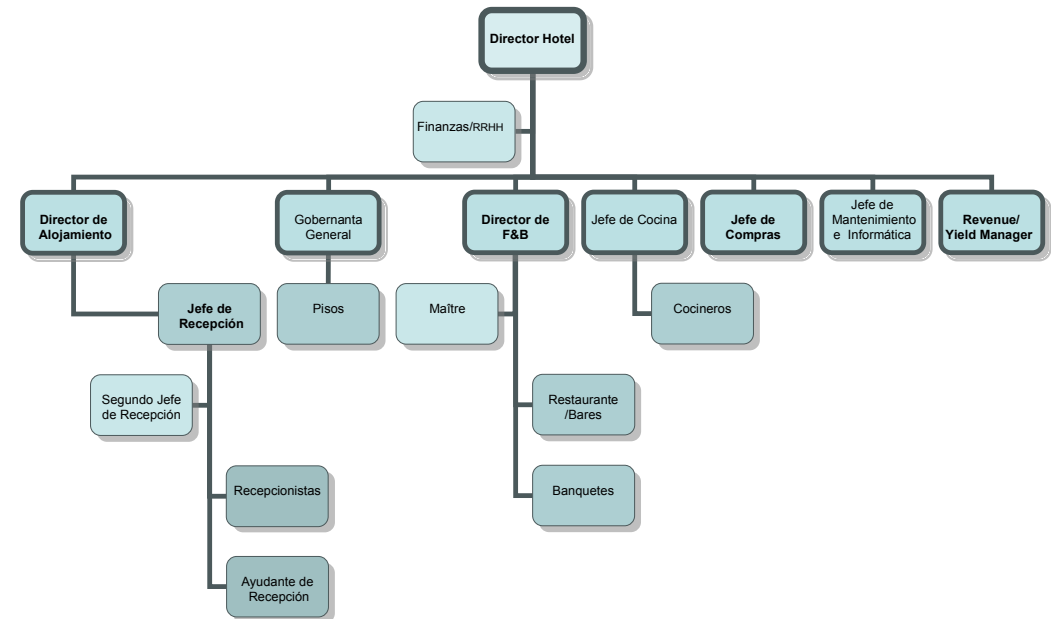 Director Hotel
Finanzas/RRHH
Director de
Alojamiento
Gobernanta
General
Director de
F&B
Jefe de Cocina
Jefe de
Compras
Jefe de
Mantenimiento
e Informática
Revenue/
Yield Manager
Jefe de
Recepción
Pisos
Maître
Cocineros
Segundo Jefe
de Recepción
Restaurante
/Bares
Recepcionistas
Banquetes
Ayudante de
Recepción